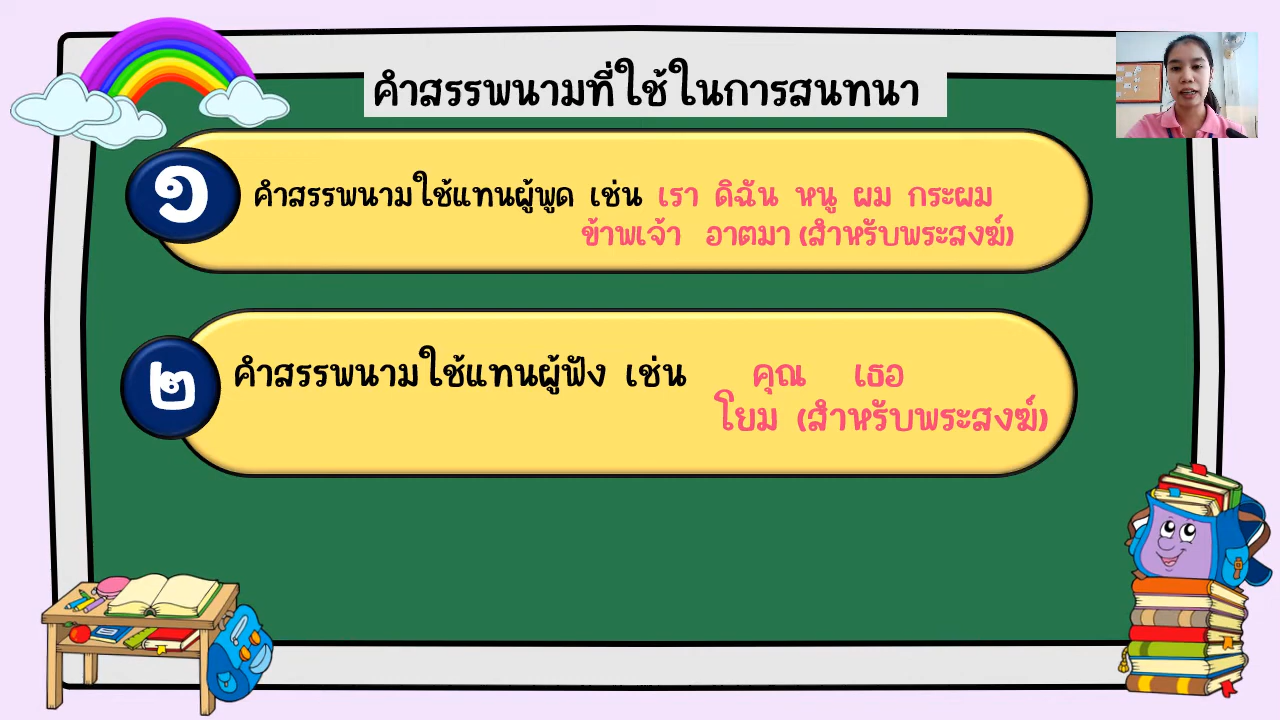 คำสรรพนามที่ใช้ในการสนทนา
๑
คำสรรพนามใช้แทนผู้พูด เช่น เรา ดิฉัน หนู ผม กระผม
ข้าพเจ้า อาตมา (สำหรับพระสงฆ์)
๒
คำสรรพนามใช้แทนผู้ฟัง เช่น คุณ เธอ
โยม (สำหรับพระสงฆ์)